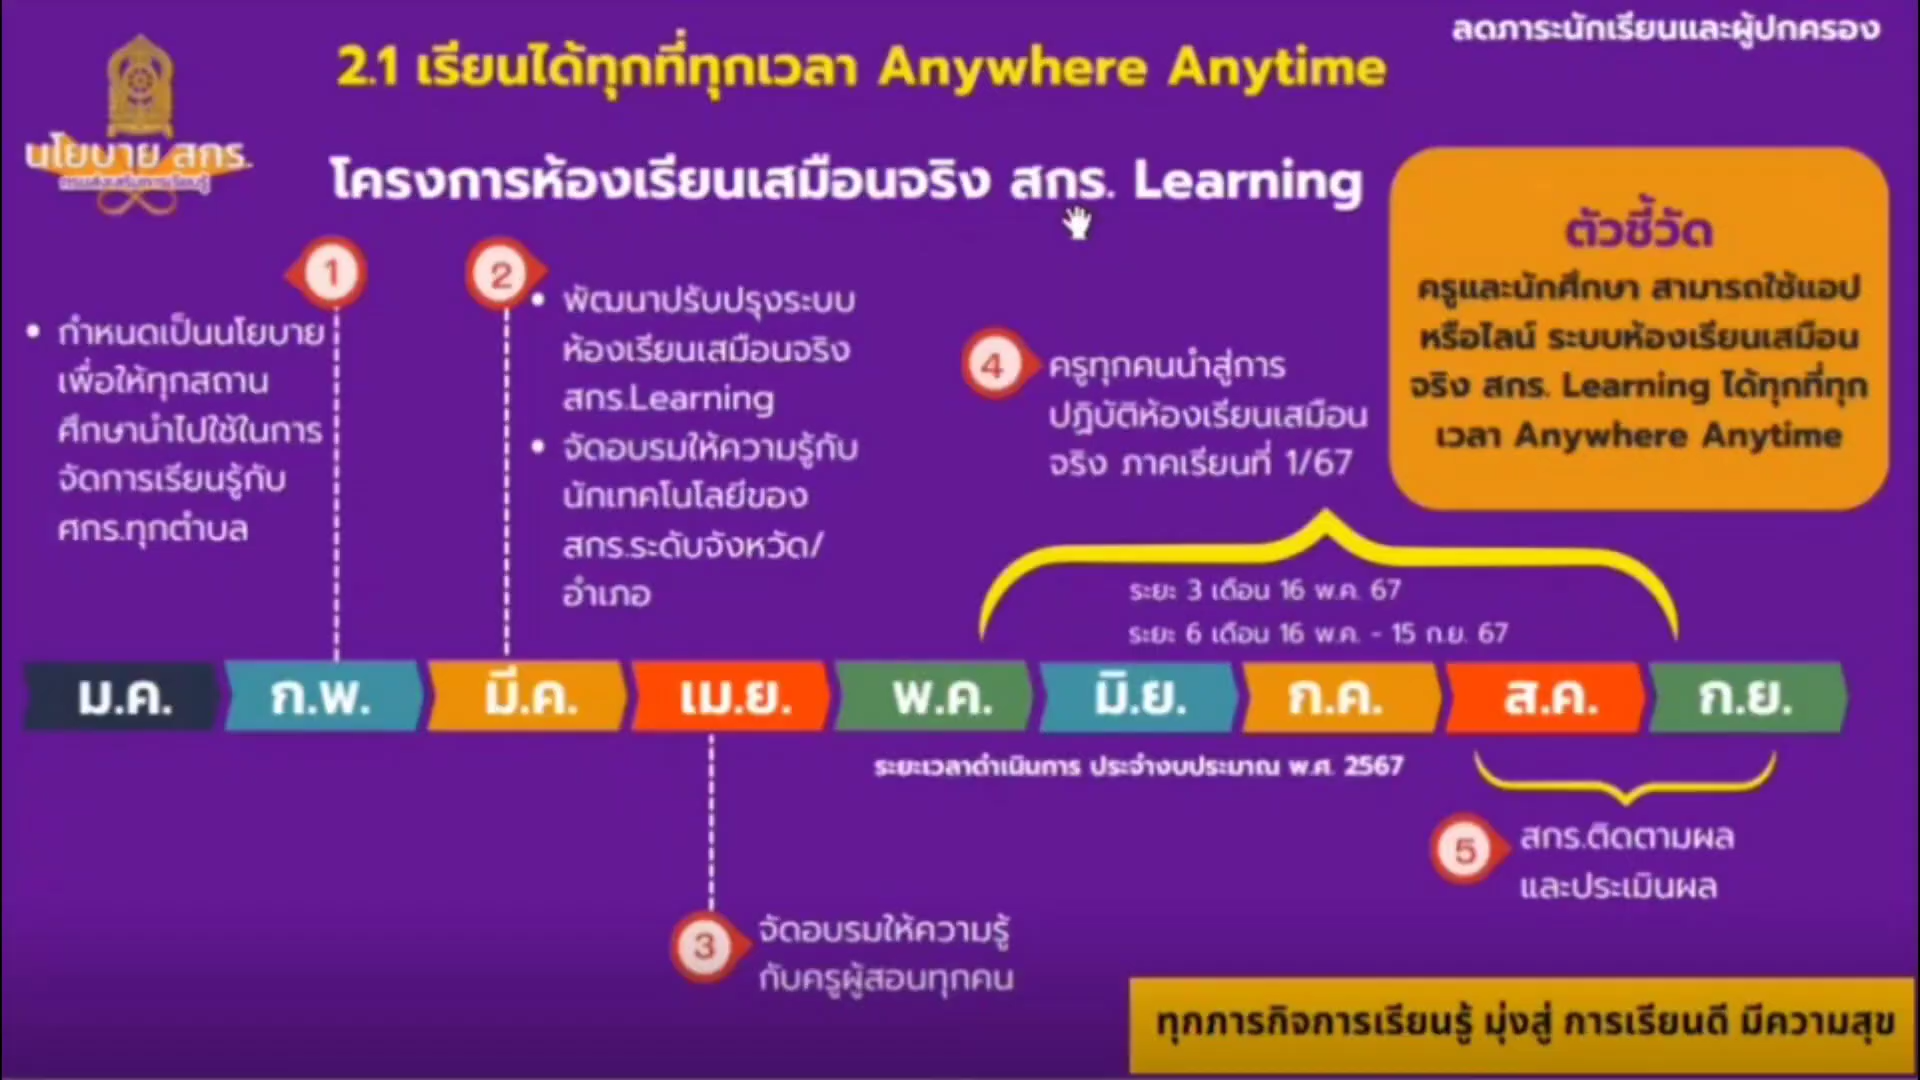 ลดภาระนักเรียนและผู้ปกครอง
2.1 เรียนได้ทุกที่ทุกเวลา Anywhere Anytime
นโยบาย สกร.
กรมส่งเสริมการเรียนรู้
โครงการห้องเรียนเสมือนจริง สกร. Learning
ตัวชี้วัด
ครูและนักศึกษา สามารถใช้แอป
หรือไลน์ ระบบห้องเรียนเสมือน
จริง สกร. Learning ได้ทุกที่ทุก
เวลา Anywhere Anytime
1
• กำหนดเป็นนโยบาย
เพื่อให้ทุกสถาน
ศึกษานำไปใช้ในการ
จัดการเรียนรู้กับ
ศกร.ทุกตำบล
2
• พัฒนาปรับปรุงระบบ
ห้องเรียนเสมือนจริง
สกร.Learning
• จัดอบรมให้ความรู้กับ
นักเทคโนโลยีของ
สกร.ระดับจังหวัด/
อำเภอ
4
ครูทุกคนนำสู่การ
ปฏิบัติห้องเรียนเสมือน
จริง ภาคเรียนที่ 1/67
ระยะ 3 เดือน 16 พ.ค. 67
ระยะ 6 เดือน 16 พ.ค. - 15 ก.ย. 67
ม.ค. ก.พ. มี.ค. เม.ย. พ.ค. มิ.ย. ก.ค. ส.ค. ก.ย.
ระยะเวลาดำเนินการ ประจำงบประมาณ พ.ศ. 2567
5
สกร.ติดตามผล
และประเมินผล
3
จัดอบรมให้ความรู้
กับครูผู้สอนทุกคน
ทุกภารกิจการเรียนรู้ มุ่งสู่ การเรียนดี มีความสุข